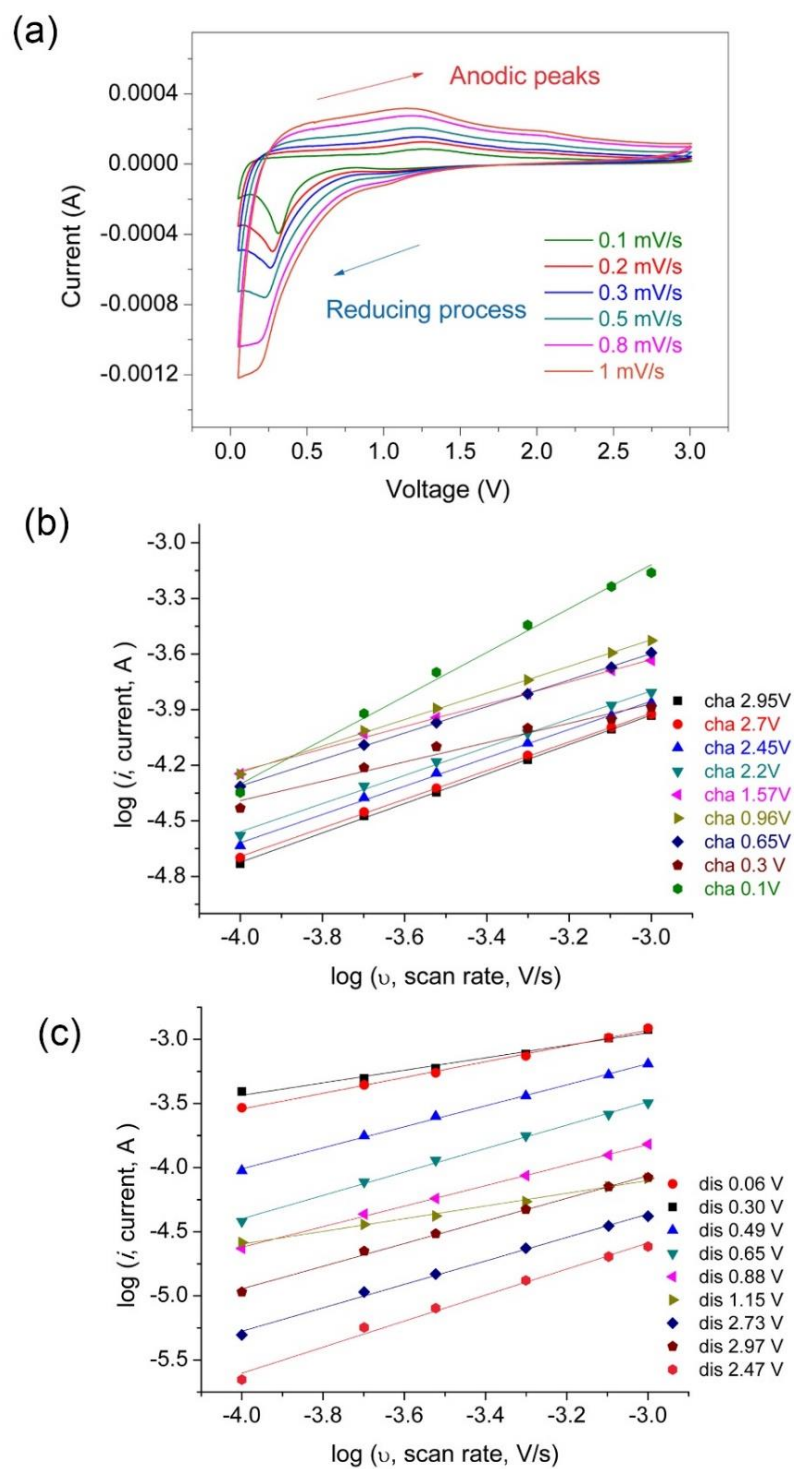 (a)
Anodic peaks
0.0004
0.0000
-0.0004
-0.0008
-0.0012
Current (A)
0.1 mV/s
0.2 mV/s
0.3 mV/s
0.5 mV/s
0.8 mV/s
1 mV/s
Reducing process
0.0 0.5 1.0 1.5 2.0 2.5 3.0
Voltage (V)
(b)
-3.0
-3.3
-3.6
-3.9
-4.2
-4.5
-4.8
log (i, current, A )
cha 2.95V
cha 2.7V
cha 2.45V
cha 2.2V
cha 1.57V
cha 0.96V
cha 0.65V
cha 0.3 V
cha 0.1V
-4.0 -3.8 -3.6 -3.4 -3.2 -3.0
log (υ, scan rate, V/s)
(c)
-3.0
-3.5
-4.0
-4.5
-5.0
-5.5
log (i, current, A)
dis 0.06 V
dis 0.30 V
dis 0.49 V
dis 0.65 V
dis 0.88 V
dis 1.15 V
dis 2.73 V
dis 2.97 V
dis 2.47 V
-4.0 -3.8 -3.6 -3.4 -3.2 -3.0
log (υ, scan rate, V/s)